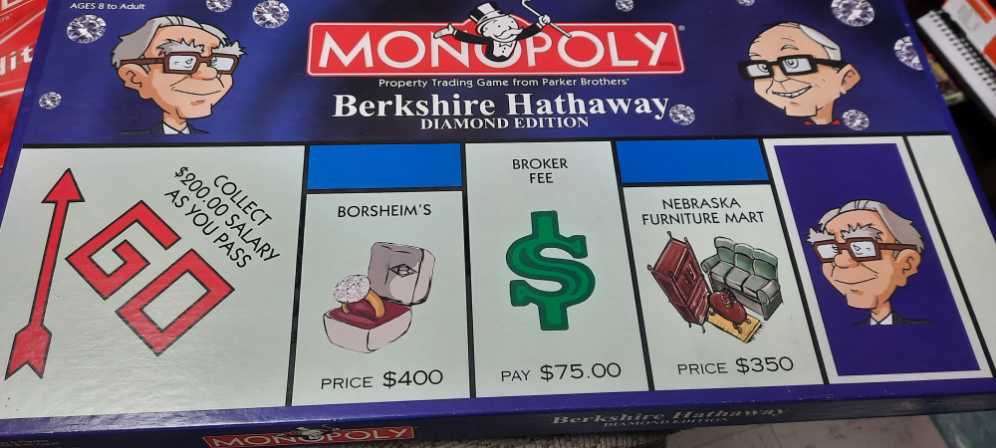 AGES 8 to Adult
MONOPOLY
Property Trading Game from Parker Brothers'
Berkshire Hathaway
DIAMOND EDITION
COLLECT
$200.00 SALARY
AS YOU PASS
GO
BORSHEIM'S
PRICE $400
BROKER
FEE
$
PAY $75.00
NEBRASKA
FURNITURE MART
PRICE $350
MONOPOLY
Berkshire Hathaway
DIAMOND EDITION